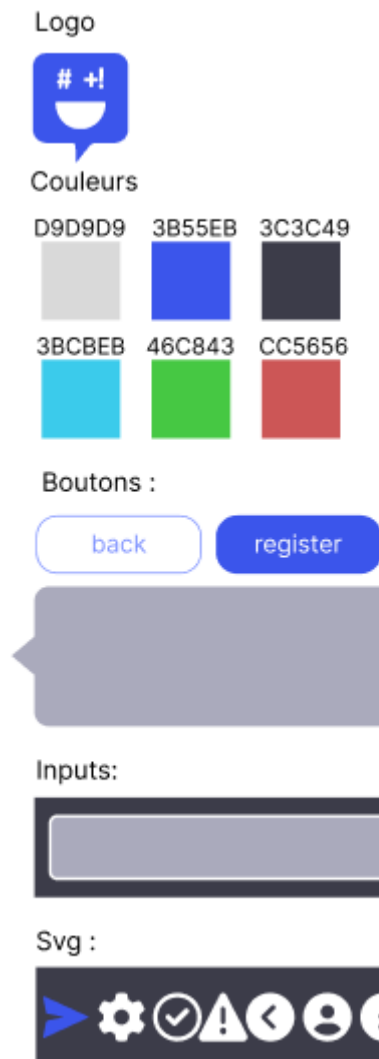 Logo
# +!
Couleurs
D9D9D9 3B55EB 3C3C49
3BCBEB 46C843 CC5656
Boutons :
back register
Inputs:
Svg :